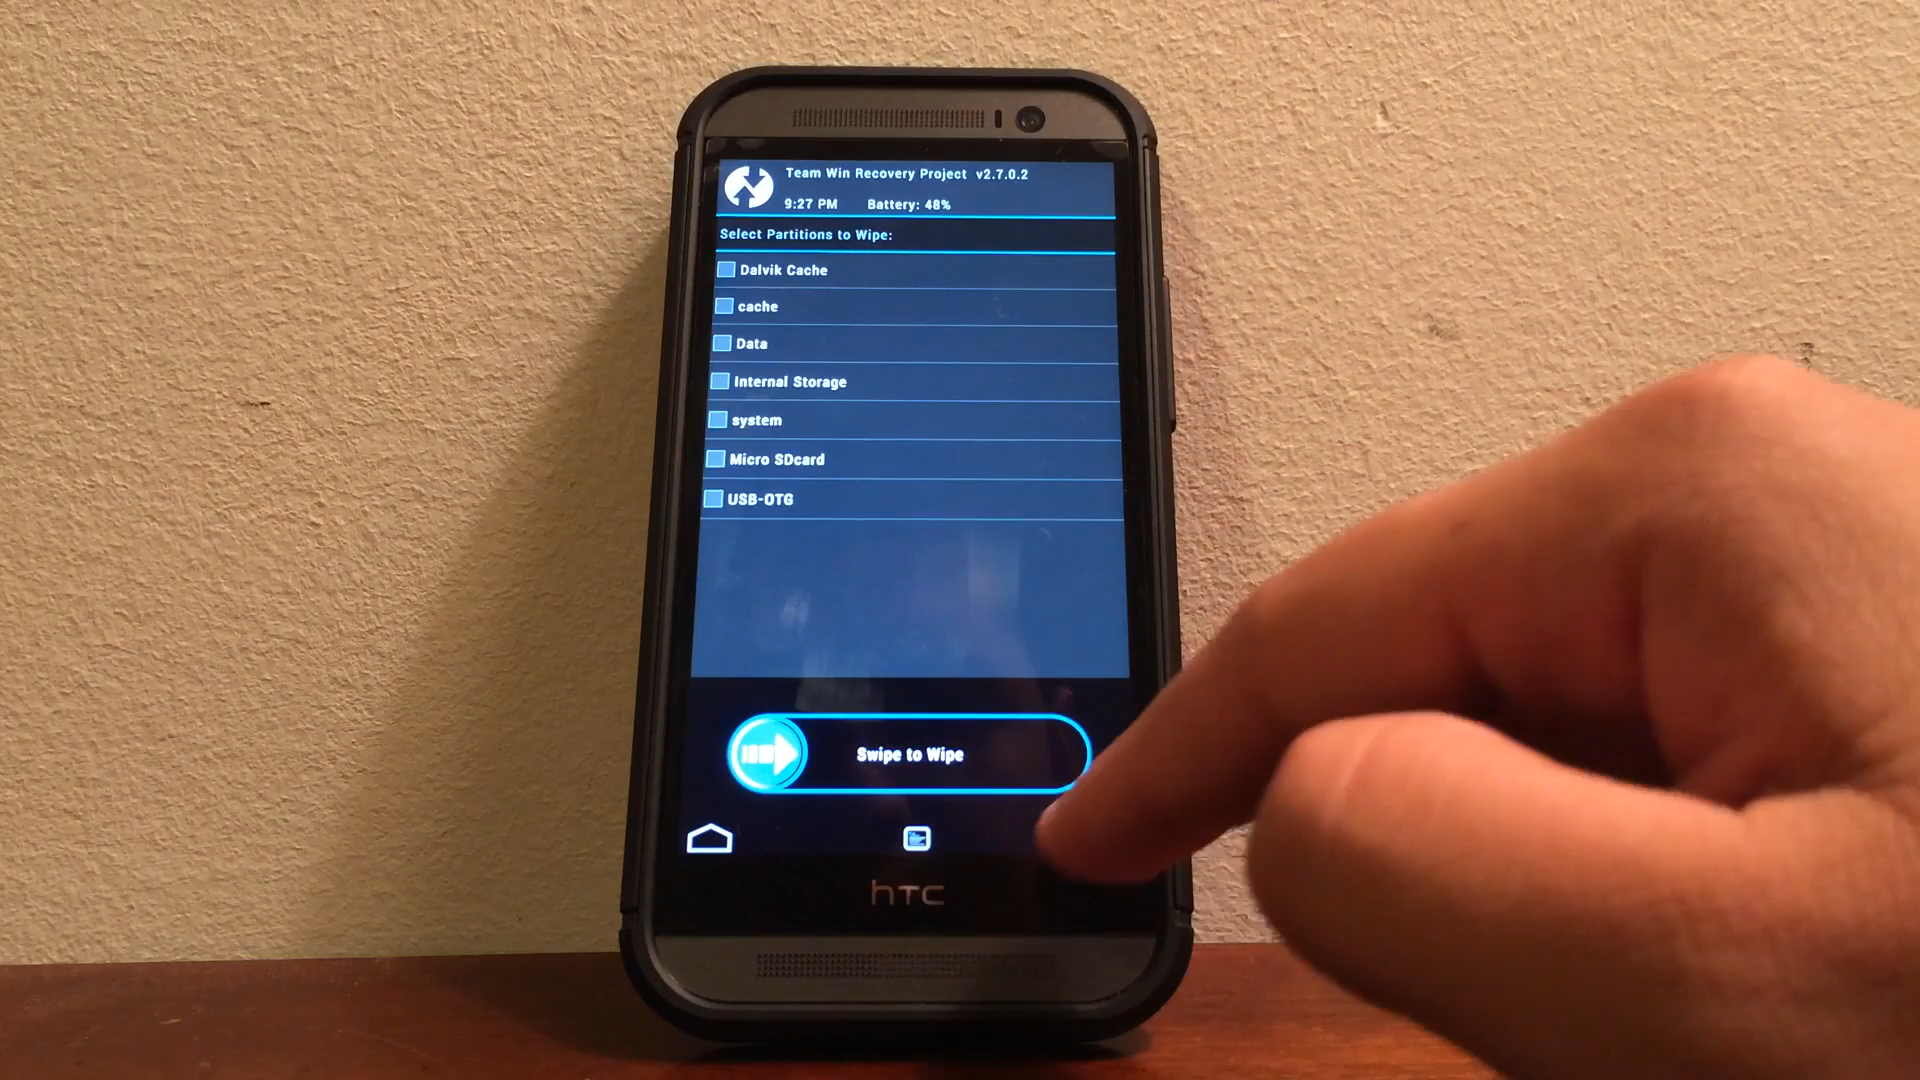 Team Win Recovery Project v2.7.0.2
9:27 PM Battery: 48%
Select Partitions to Wipe:
Dalvik Cache
cache
Data
Internal Storage
system
Micro SDcard
USB-OTG
Swipe to Wipe
hTC